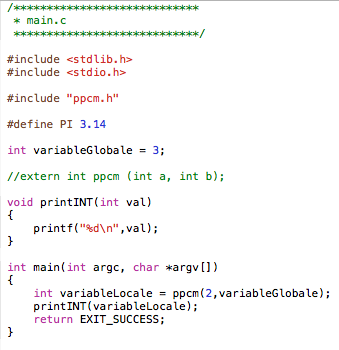 /****************************
 * main.c
 ****************************/
#include <stdlib.h>
#include <stdio.h>
#include "ppcm.h"
#define PI 3.14
int variableGlobale = 3;
//extern int ppcm (int a, int b);
void printINT(int val)
{
    printf("%d\n",val);
}
int main(int argc, char *argv[])
{
    int variableLocale = ppcm(2,variableGlobale);
    printINT(variableLocale);
    return EXIT_SUCCESS;
}